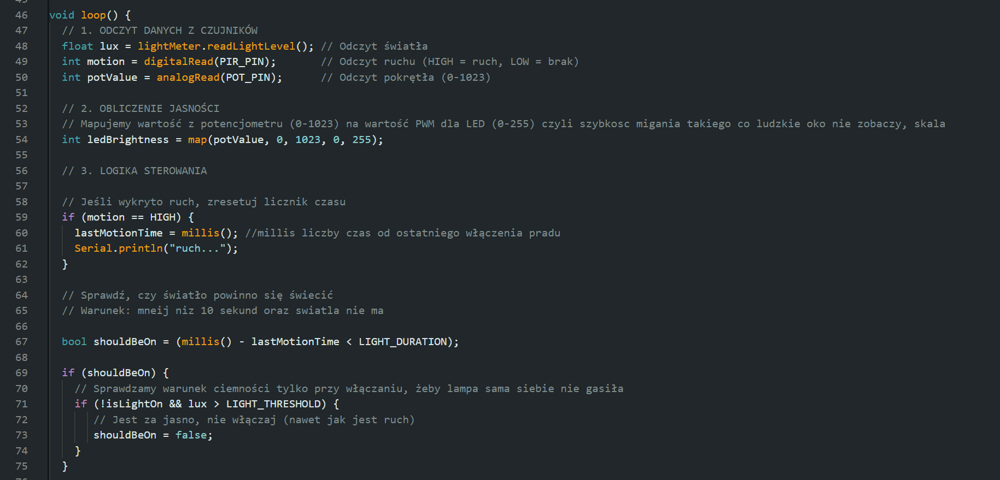 46 void loop() {
47 // 1. ODCZYT DANYCH Z CZUJNIKÓW
48 float lux = lightMeter.readLightLevel(); // Odczyt światła
49 int motion = digitalRead(PIR_PIN);       // Odczyt ruchu (HIGH = ruch, LOW = brak)
50 int potValue = analogRead(POT_PIN);      // Odczyt pokrętła (0-1023)
51
52 // 2. OBLICZENIE JASNOŚCI
53 // Mapujemy wartość z potencjometru (0-1023) na wartość PWM dla LED (0-255) czyli szybkosc migania takiego co ludzkie oko nie zobaczy, skala
54 int ledBrightness = map(potValue, 0, 1023, 0, 255);
55
56 // 3. LOGIKA STEROWANIA
57
58 // Jeśli wykryto ruch, zresetuj licznik czasu
59 if (motion == HIGH) {
60 lastMotionTime = millis(); //millis liczby czas od ostatniego włączenia pradu
61 Serial.println("ruch...");
62 }
63
64 // Sprawdź, czy światło powinno się świecić
65 // Warunek: mneij niz 10 sekund oraz swiatla nie ma
66
67 bool shouldBeOn = (millis() - lastMotionTime < LIGHT_DURATION);
68
69 if (shouldBeOn) {
70 // Sprawdzamy warunek ciemności tylko przy włączaniu, żeby lampa sama siebie nie gasiła
71 if (!isLightOn && lux > LIGHT_THRESHOLD) {
72 // Jest za jasno, nie włączaj (nawet jak jest ruch)
73 shouldBeOn = false;
74 }
75 }